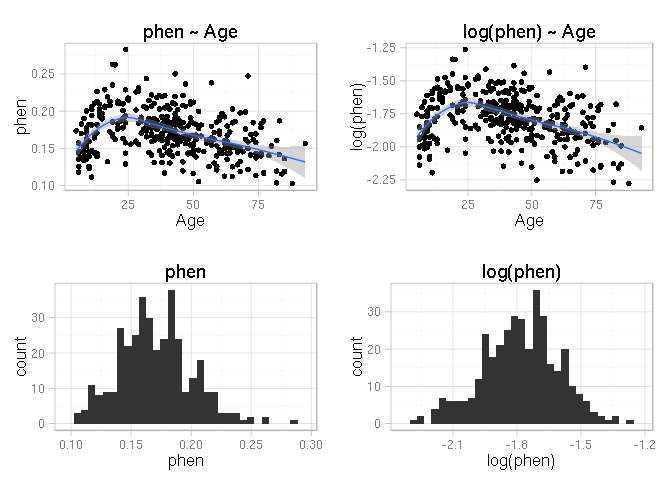 phen ~ Age
log(phen) ~ Age
0.25
0.20
0.15
0.10
phen
25
50
75
Age
-1.25
-1.50
-1.75
-2.00
-2.25
log(phen)
25
50
75
Age
phen
log(phen)
30
20
10
0
count
0.10
0.15
0.20
0.25
0.30
phen
30
20
10
0
count
-2.1
-1.8
-1.5
-1.2
log(phen)